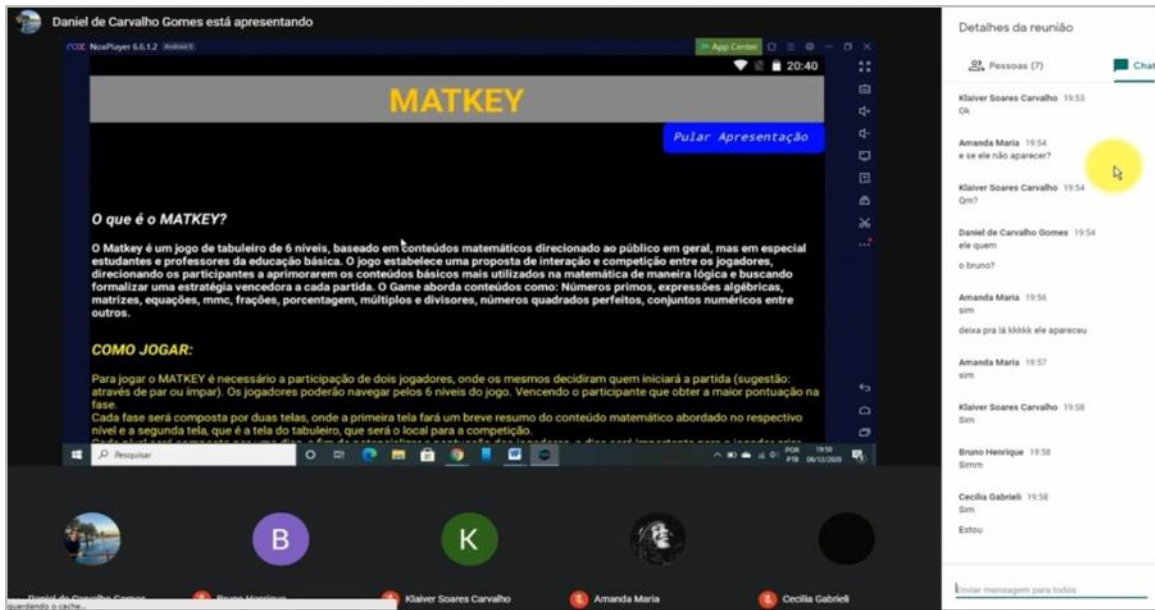 Daniel de Carvalho Gomes está apresentando
NoxPlayer 6.6.1.2
App Center
20:40
MATKEY
Pular Apresentação
O que é o MATKEY?
O Matkey é um jogo de tabuleiro de 6 níveis, baseado em conteúdos matemáticos direcionado ao público em geral, mas em especial
estudantes e professores da educação básica. O jogo estabelece uma proposta de interação e competição entre os jogadores,
direcionando os participantes a aprimorarem os conteúdos básicos mais utilizados na matemática de maneira lógica e buscando
formalizar uma estratégia vencedora a cada partida. O Game aborda conteúdos como: Números primos, expressões algébricas,
matrizes, equações, mmc, frações, porcentagem, múltiplos e divisores, números quadrados perfeitos, conjuntos numéricos entre
outros.
COMO JOGAR:
Para jogar o MATKEY é necessário a participação de dois jogadores, onde os mesmos decidiram quem iniciará a partida (sugestão:
através de par ou ímpar). Os jogadores poderão navegar pelos 6 níveis do jogo. Vencendo o participante que obter a maior pontuação na
fase.
Cada fase será composta por duas telas, onde a primeira tela fará um breve resumo do conteúdo matemático abordado no respectivo
nível e a segunda tela, que é a tela do tabuleiro, que será o local para a competição.
Pesquisar
POR
PTB
B
K
Klaiver Soares Carvalho
Amanda Maria
Cecilia Gabrieli
guardando o cache...
Detalhes da reunião
Pessoas (7)
Chat
Klaiver Soares Carvalho 19:53
Ok
Amanda Maria 19:54
e se ele não aparecer?
Klaiver Soares Carvalho 19:54
Qm?
Daniel de Carvalho Gomes 19:54
ele quem
o bruno?
Amanda Maria 19:56
sim
deixa pra lá kkkkk ele apareceu
Amanda Maria 19:57
sim
Klaiver Soares Carvalho 19:58
Sim
Bruno Henrique 19:58
Simm
Cecilia Gabrieli 19:58
Sim
Estou
Enviar mensagem para todos